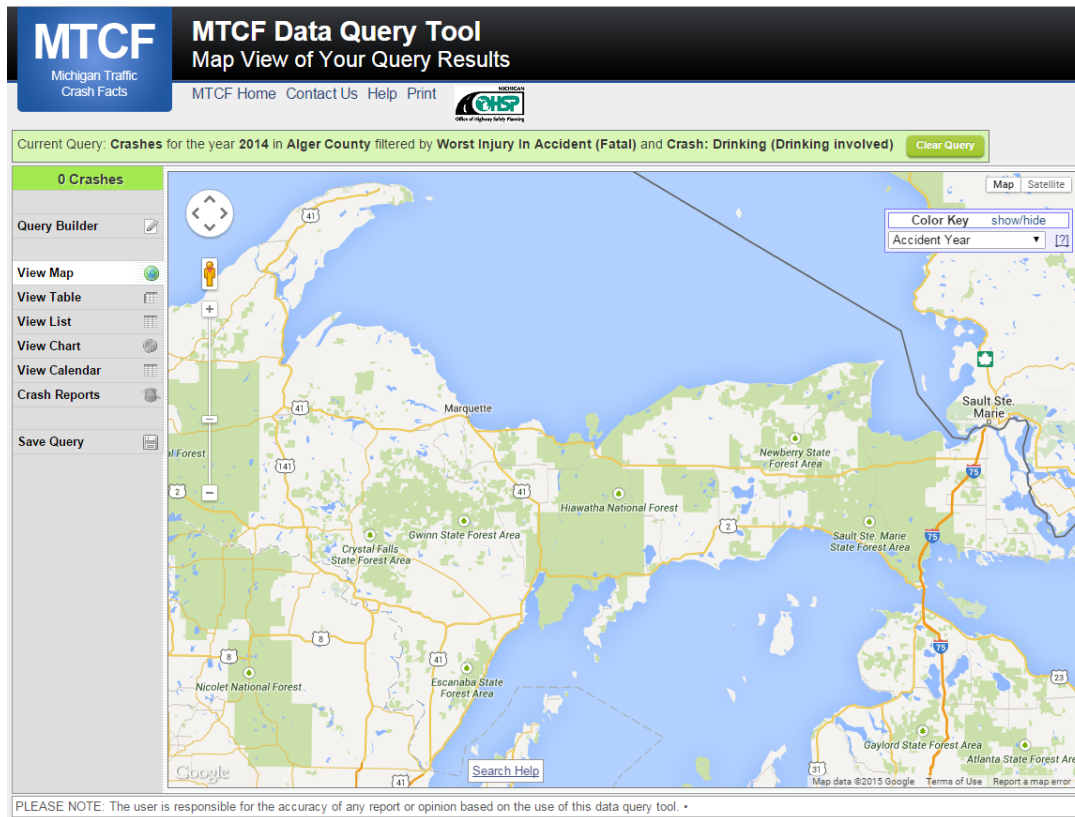 MTCF
Michigan Traffic
Crash Facts
MTCF Data Query Tool
Map View of Your Query Results
MTCF Home Contact Us Help Print
MICHIGAN
OHSP
Office of Highway Safety Planning
Current Query: Crashes for the year 2014 in Alger County filtered by Worst Injury In Accident (Fatal) and Crash: Drinking (Drinking involved)
Clear Query
0 Crashes
Query Builder
View Map
View Table
View List
View Chart
View Calendar
Crash Reports
Save Query
Map Satellite
Color Key show/hide
Accident Year [?]
41
Sault Ste.
Marie
41
Marquette
Newberry State
Forest Area
al Forest
141
75
2
41
Hiawatha National Forest
2
Gwinn State Forest Area
Crystal Falls
State Forest Area
Sault Ste. Marie
State Forest Area
75
8
75
8
41
23
Nicolet National Forest
Escanaba State
Forest Area
Gaylord State Forest Area
Atlanta State Forest Are
Google
41
Search Help
31
Map data ©2015 Google Terms of Use Report a map error
PLEASE NOTE: The user is responsible for the accuracy of any report or opinion based on the use of this data query tool. •